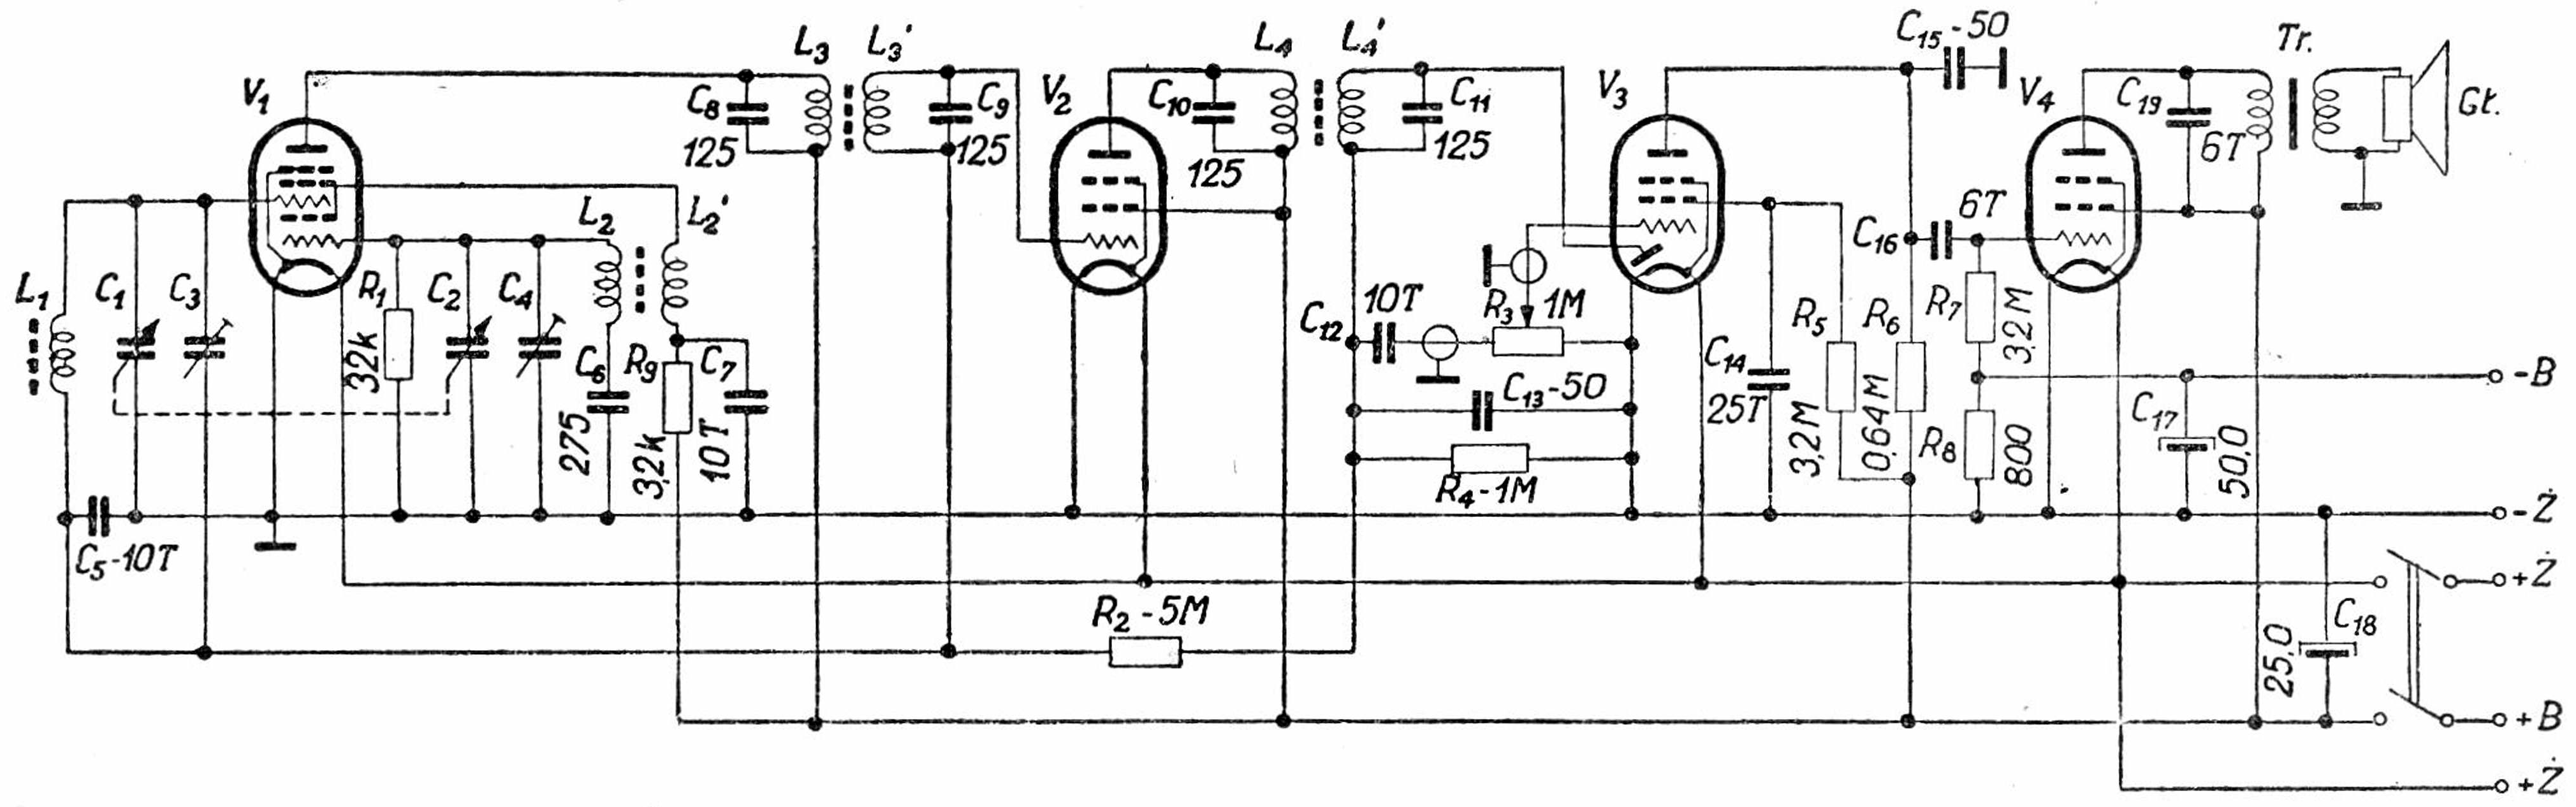 L₁
C₁
C₃
V₁
R₁
32k
C₂
C₄
L₂
L₂'
C₆
275
R₉
3,2k
C₇
10T
C₅-10T
L₃
L₃'
C₈
125
C₉
125
V₂
C₁₀
125
L₄
L₄'
C₁₁
125
R₂-5M
C₁₂
10T
R₃
1M
C₁₃-50
R₄-1M
V₃
C₁₄
25T
R₅
3,2M
R₆
0,64M
C₁₅-50
C₁₆
6T
R₇
3,2M
R₈
800
V₄
C₁₉
6T
Tr.
Gł.
C₁₇
50,0
C₁₈
25,0
-B
-Ż
+Ż
+B
+Ż